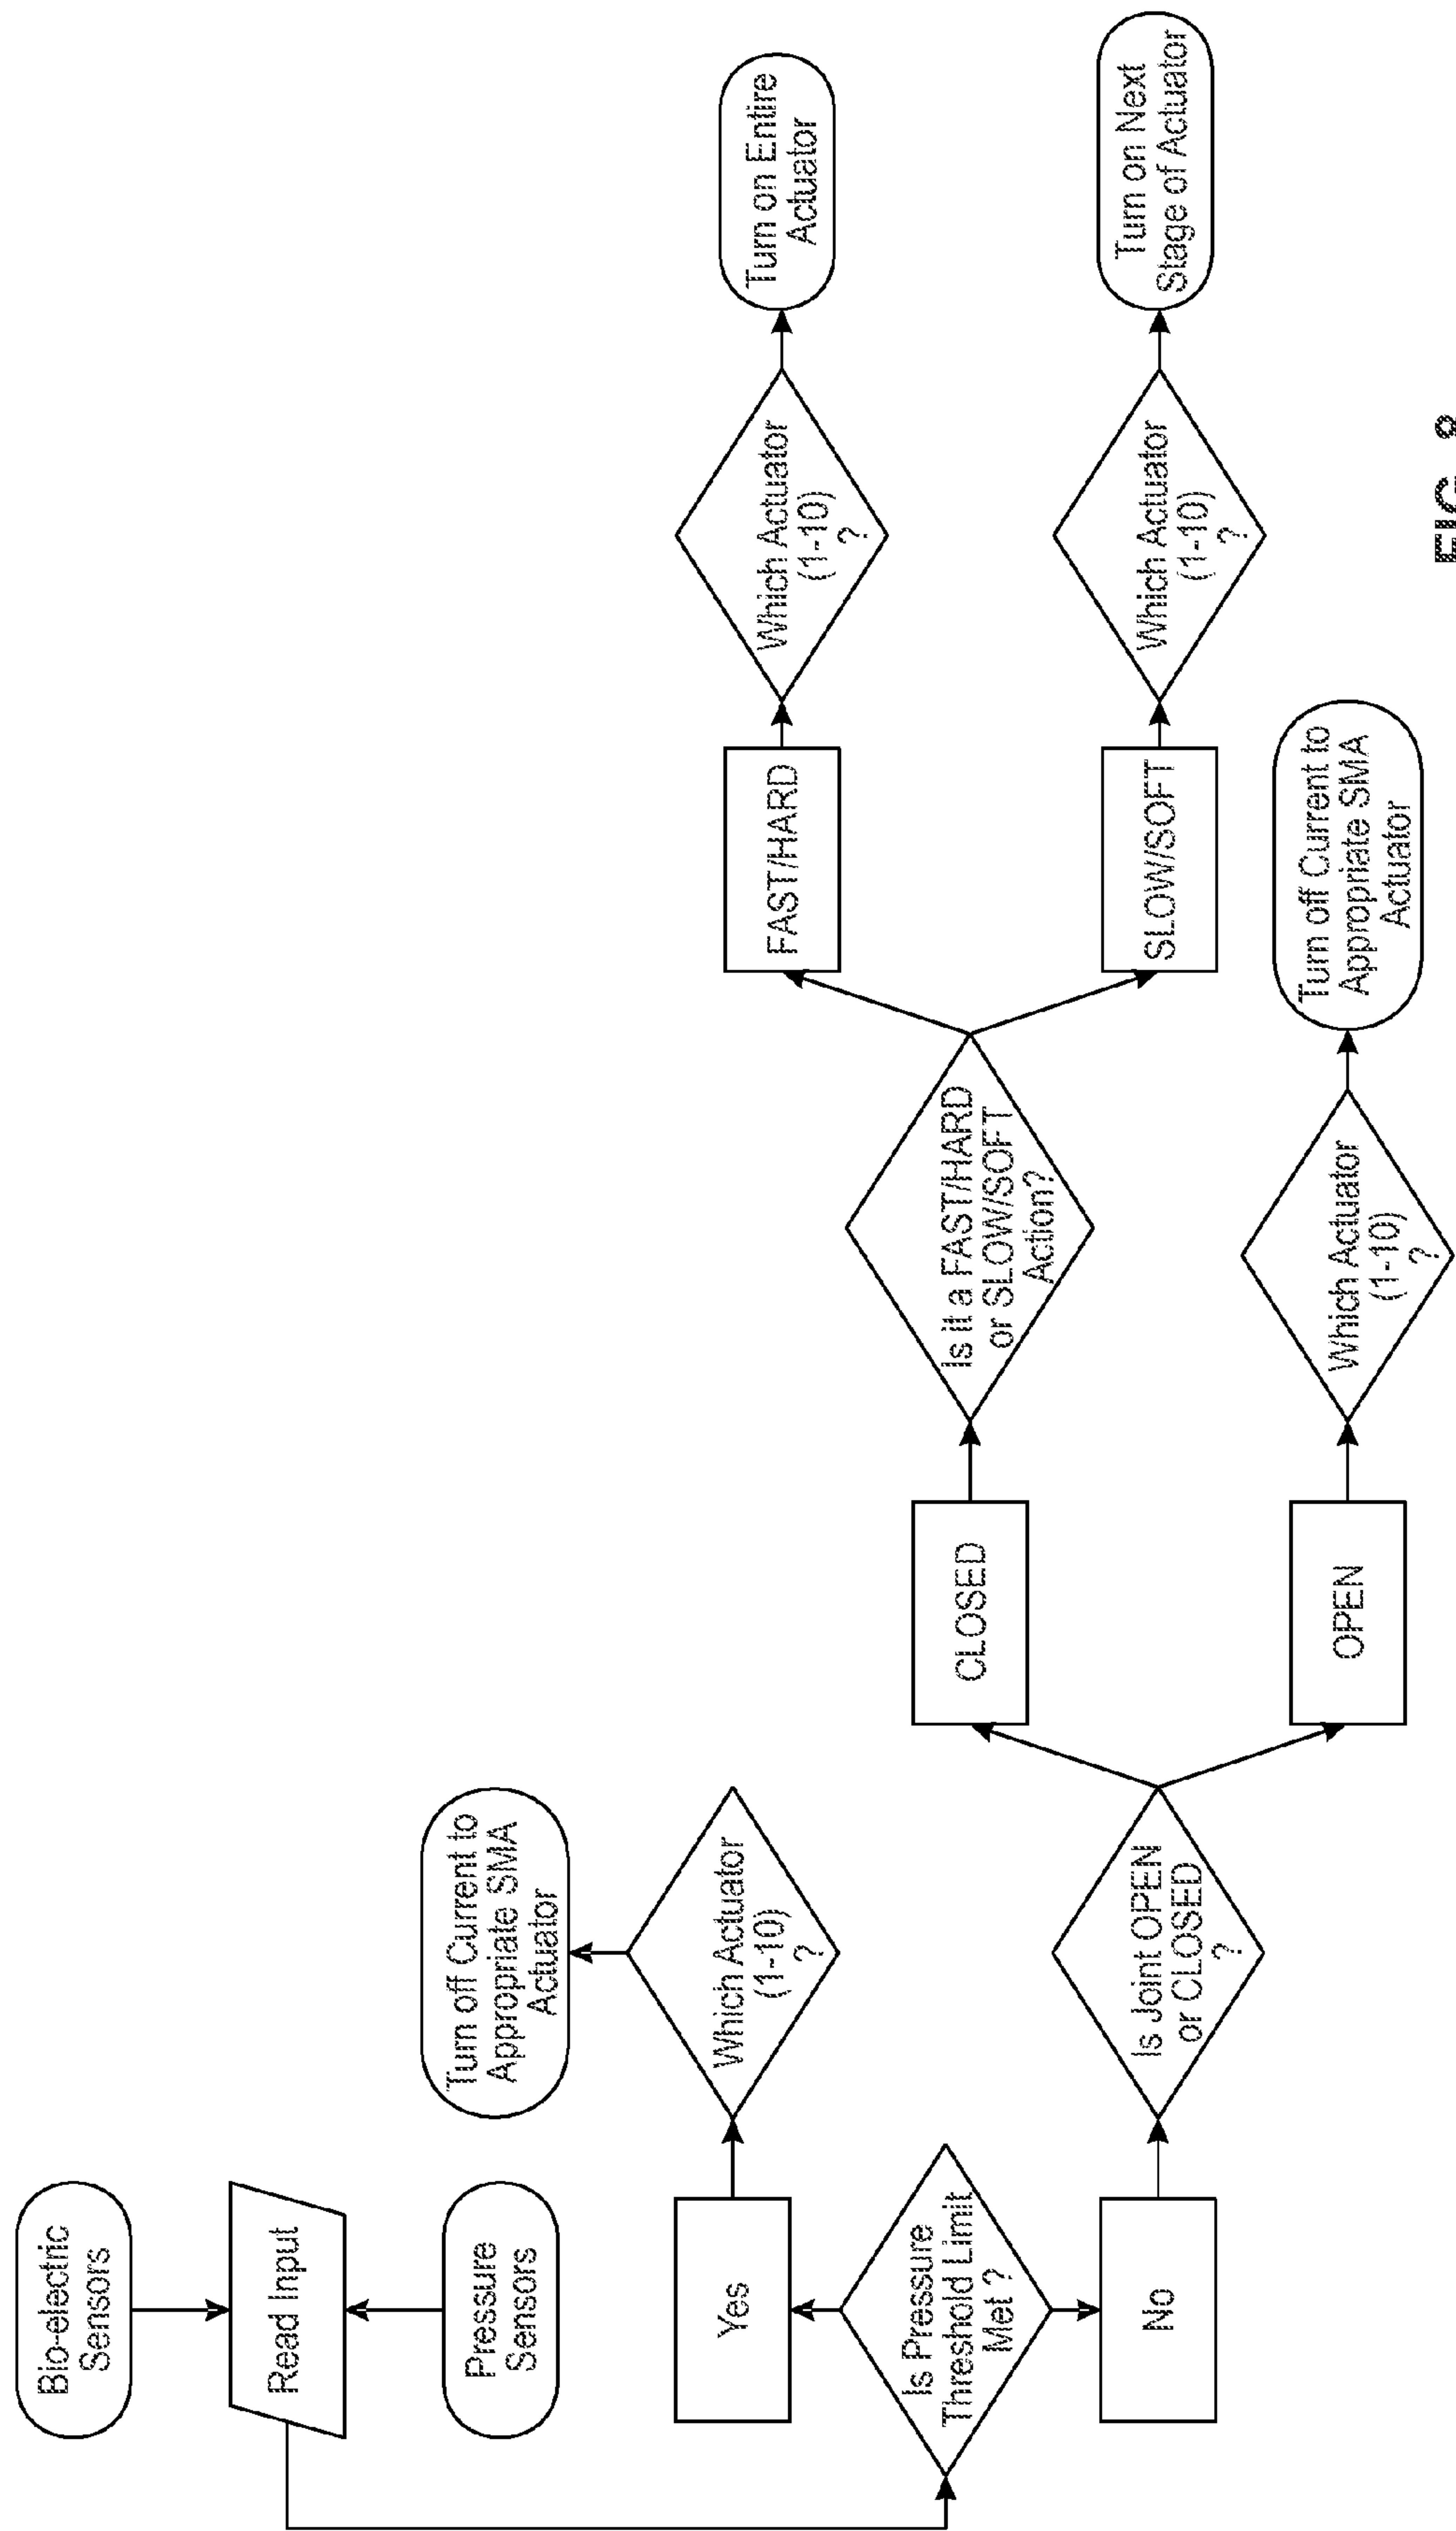 Bio-electric
Sensors
Read Input
Pressure
Sensors
Is Pressure
Threshold Limit
Met ?
Yes
Which Actuator
(1-10)
?
Turn off Current to
Appropriate SMA
Actuator
No
Is Joint OPEN
or CLOSED
?
CLOSED
Is it a FAST/HARD
or SLOW/SOFT
Action?
FAST/HARD
Which Actuator
(1-10)
?
Turn on Entire
Actuator
SLOW/SOFT
Which Actuator
(1-10)
?
Turn on Next
Stage of Actuator
OPEN
Which Actuator
(1-10)
?
Turn off Current to
Appropriate SMA
Actuator
FIG. 8